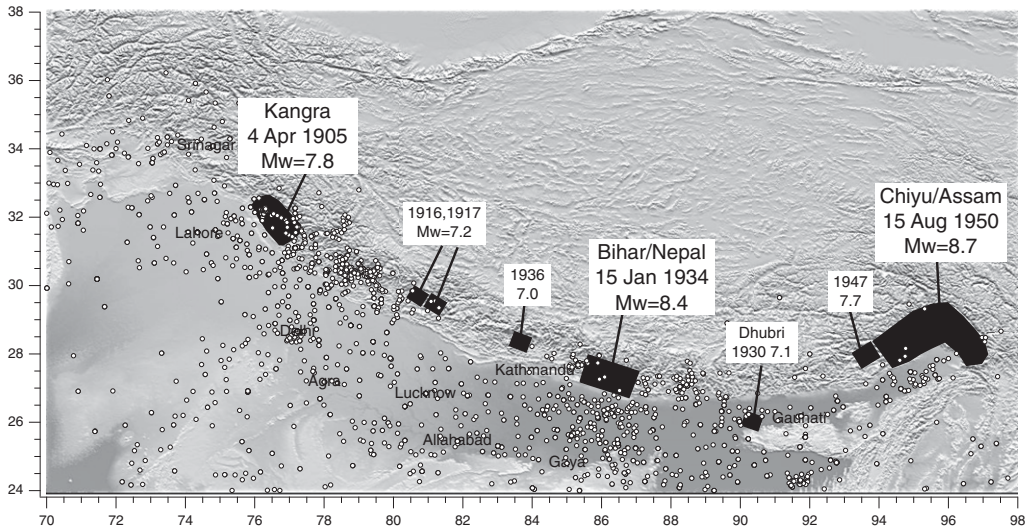 38
36
34
32
30
28
26
24
Kangra
4 Apr 1905
Mw=7.8
Srinagar
Lahore
1916,1917
Mw=7.2
Chiyu/Assam
15 Aug 1950
Mw=8.7
Bihar/Nepal
15 Jan 1934
Mw=8.4
1936
7.0
1947
7.7
Dhubri
1930 7.1
Delhi
Kathmandu
Agra
Lucknow
Gauhati
Allahabad
Gaya
70 72 74 76 78 80 82 84 86 88 90 92 94 96 98